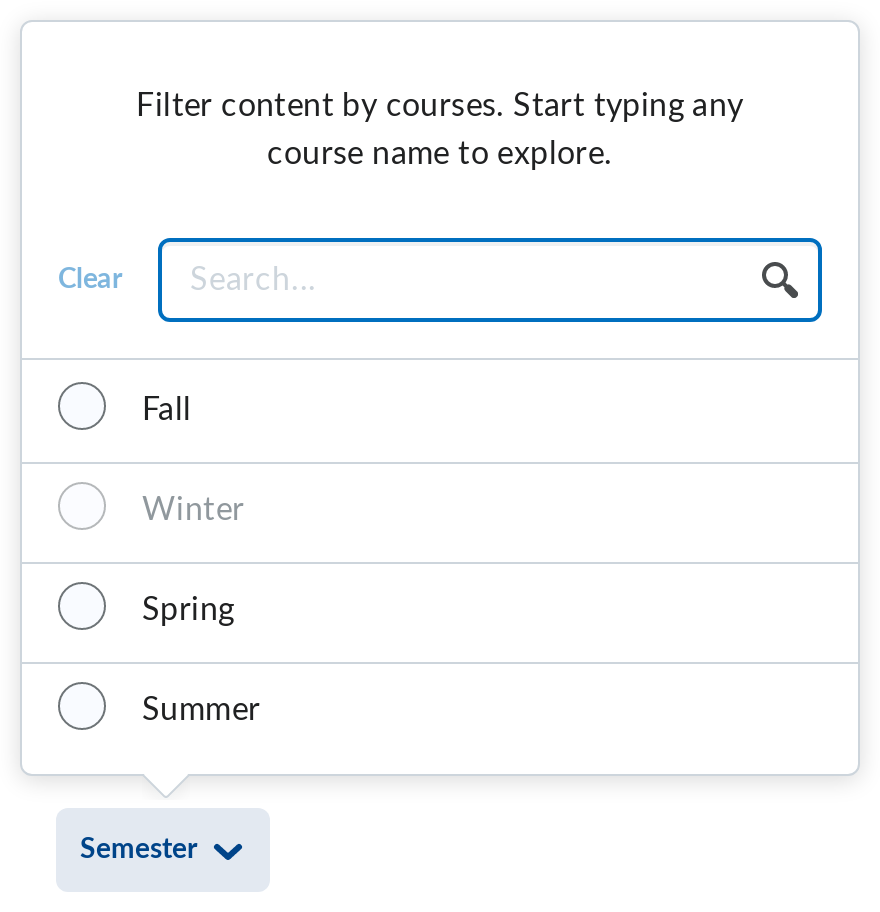 Filter content by courses. Start typing any
course name to explore.
Clear
Search...
Fall
Winter
Spring
Summer
Semester